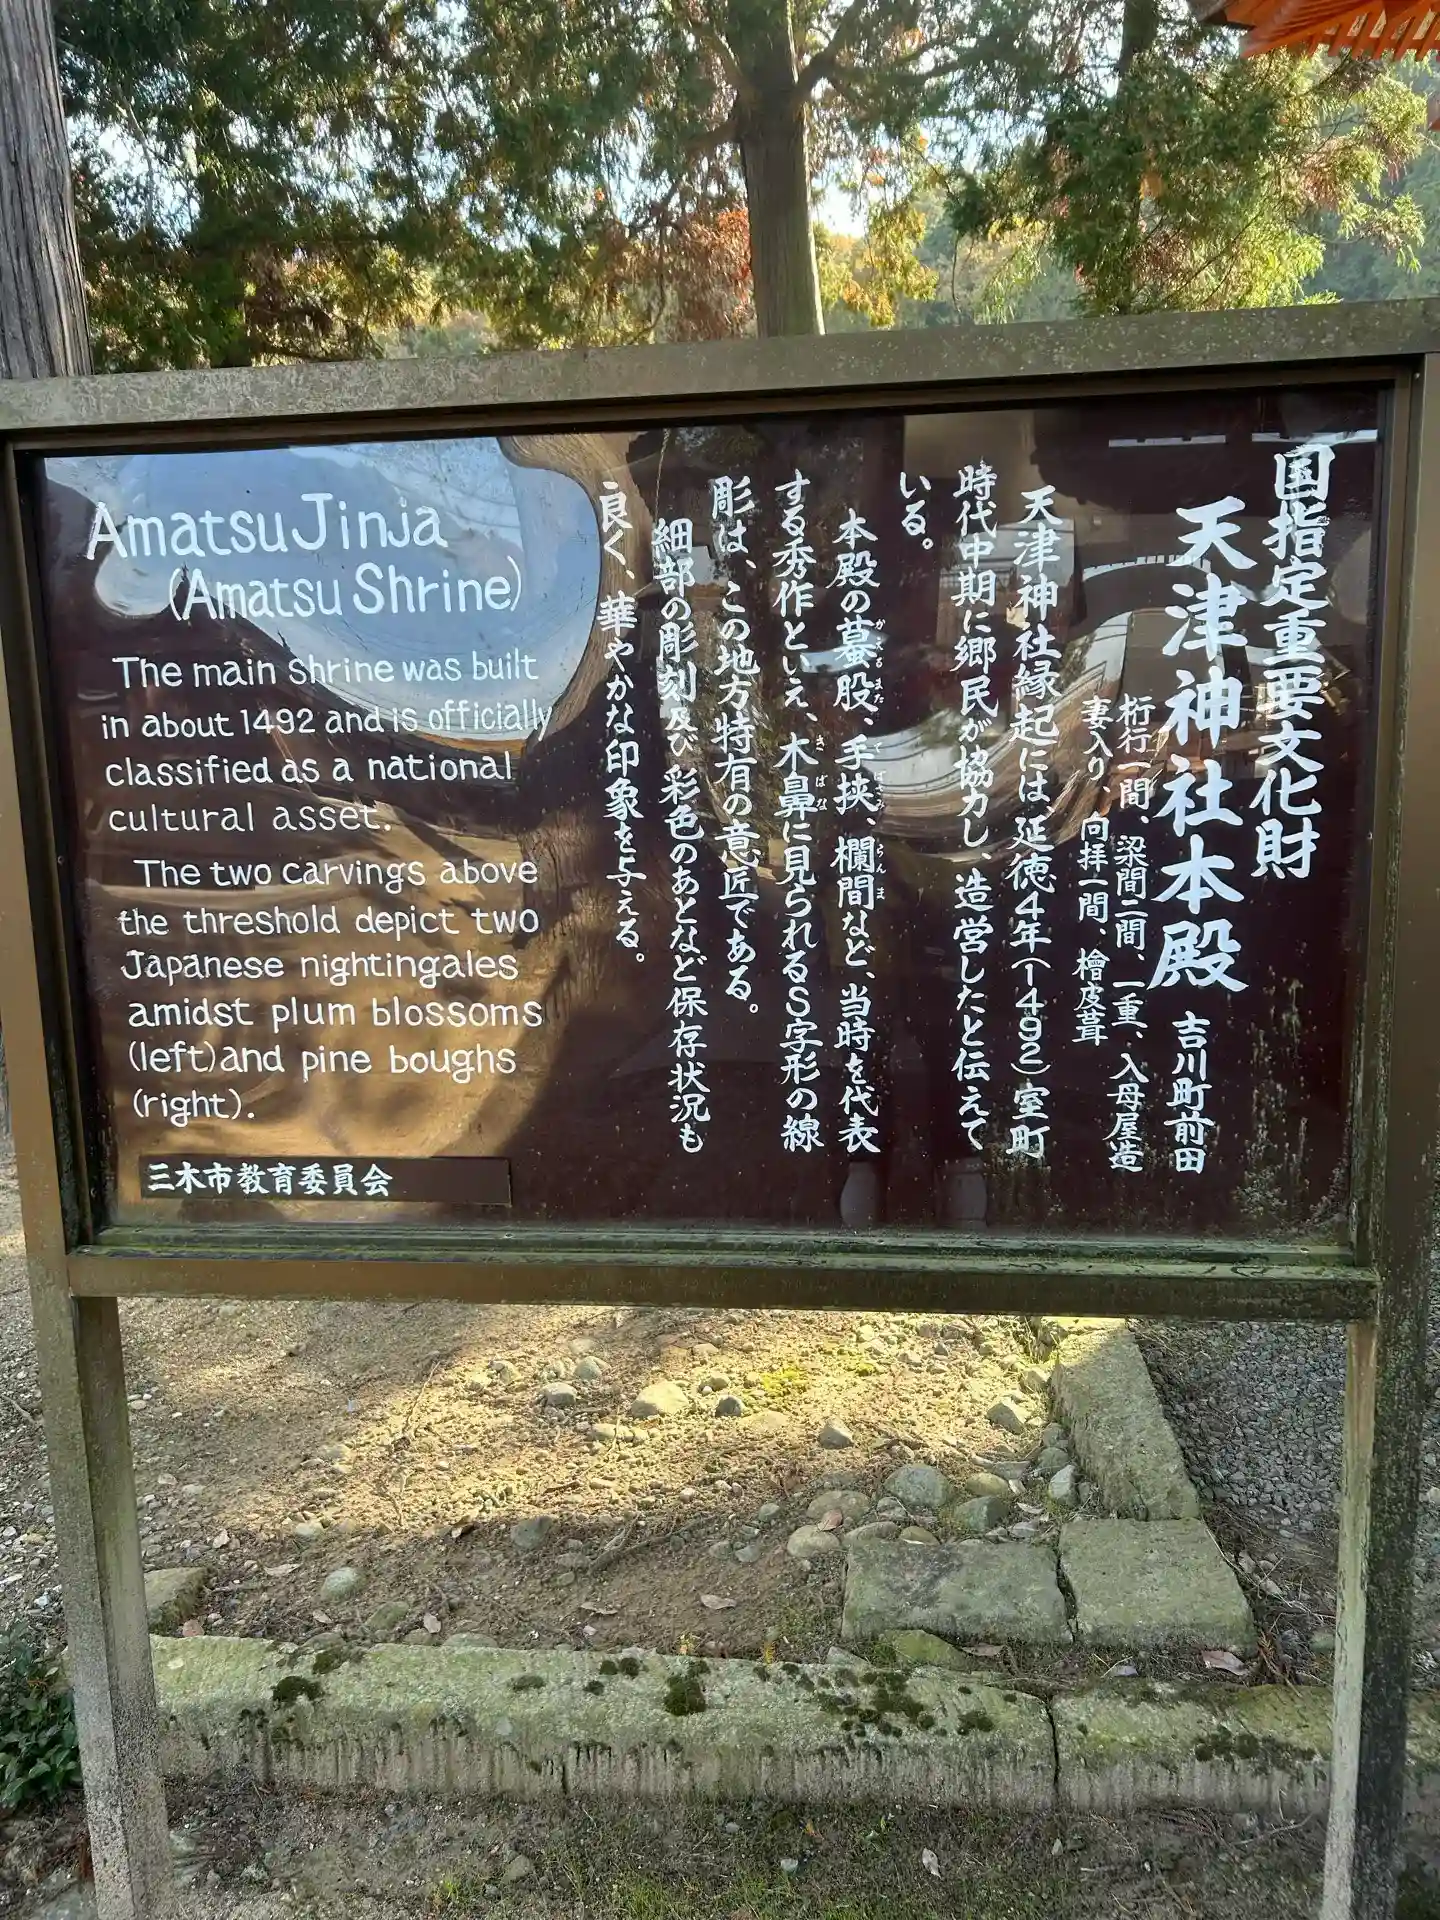 国指定重要文化財
天津神社本殿 吉川町前田
桁行一間、梁間二間、一重、入母屋造
妻入り、向拝一間、檜皮葺
天津神社縁起には、延徳4年(1492)室町
時代中期に郷民が協力し、造営したと伝えて
いる。
本殿の蟇股、手挟、欄間など、当時を代表
する秀作といえ、木鼻に見られるS字形の線
彫は、この地方特有の意匠である。
細部の彫刻及び彩色のあとなど保存状況も
良く、華やかな印象を与える。
Amatsu Jinja
(Amatsu Shrine)
The main shrine was built
in about 1492 and is officially
classified as a national
cultural asset.
The two carvings above
the threshold depict two
Japanese nightingales
amidst plum blossoms
(left) and pine boughs
(right).
三木市教育委員会